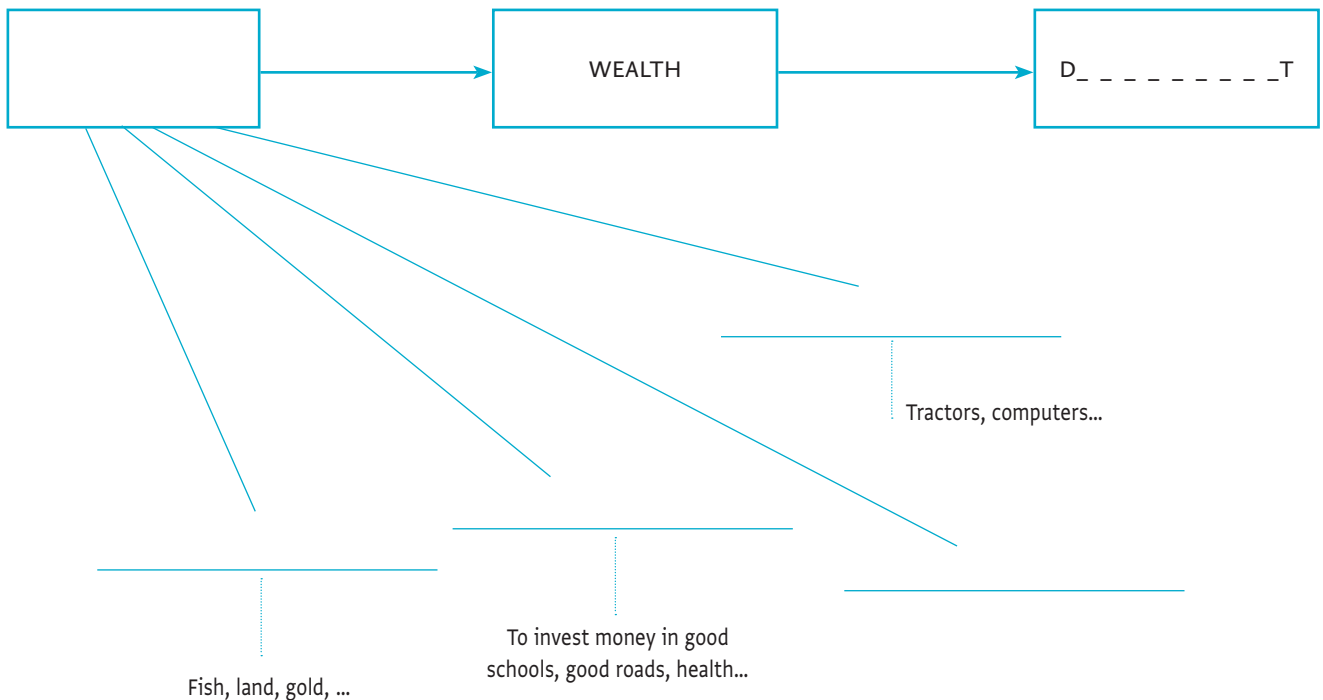 WEALTH
D_ _ _ _ _ _ _ _ _T
Tractors, computers...
To invest money in good
schools, good roads, health...
Fish, land, gold, ...